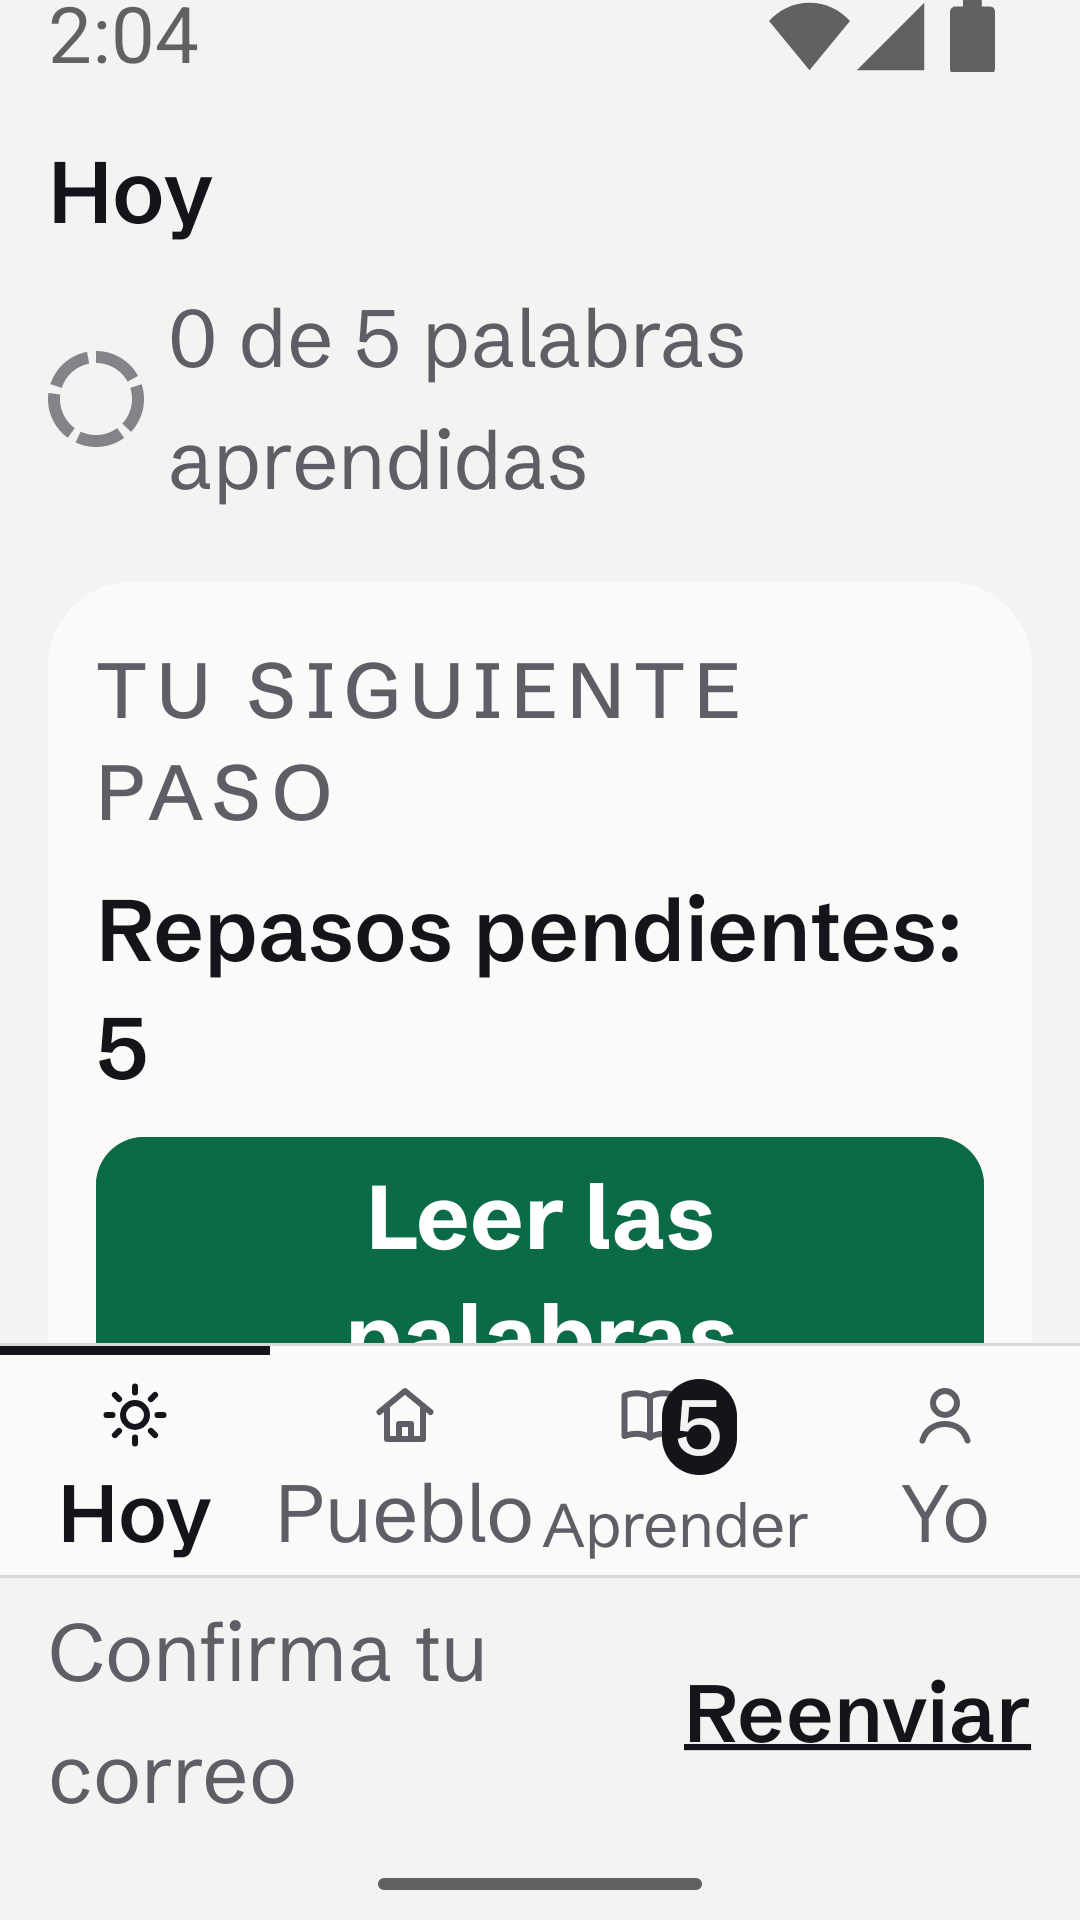 2:04
Hoy
0 de 5 palabras
aprendidas
TU SIGUIENTE
PASO
Repasos pendientes:
5
Leer las
palabras
5
Hoy
Pueblo
Aprender
Yo
Confirma tu
correo
Reenviar